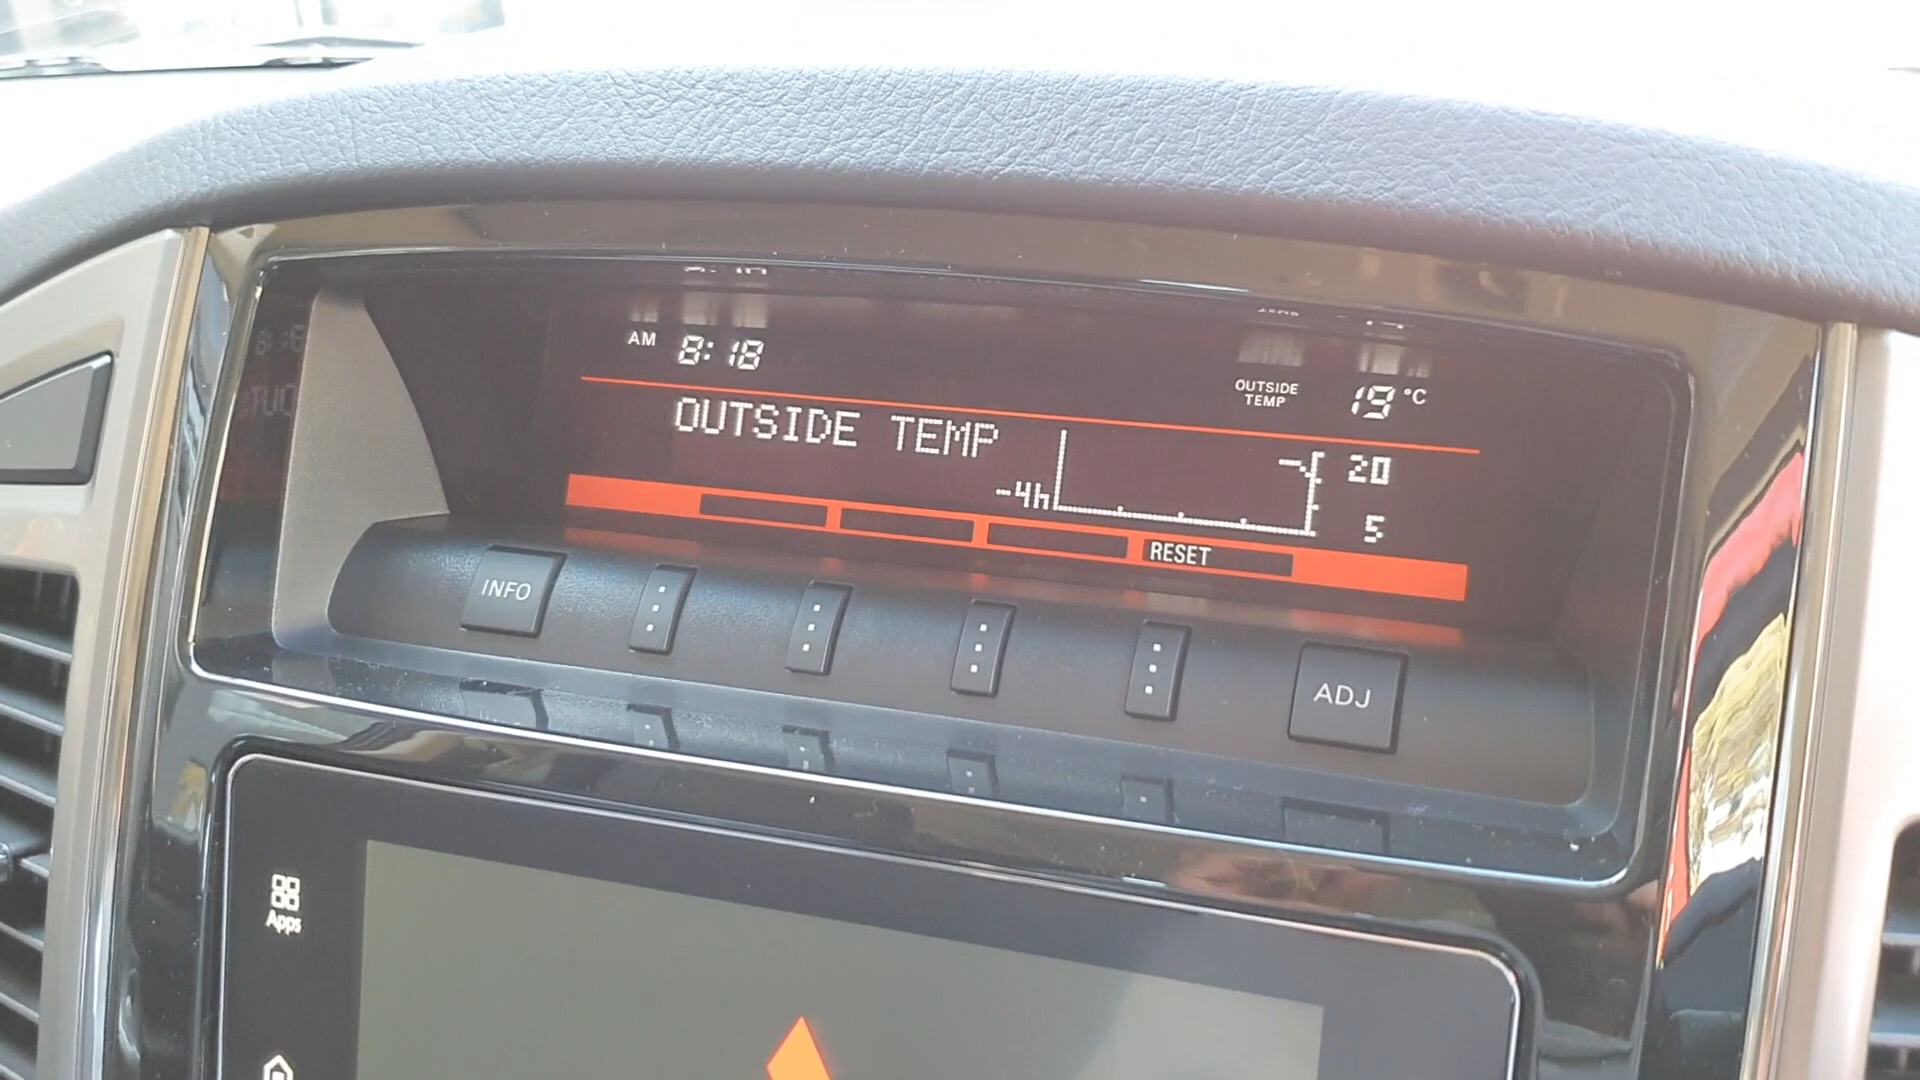 AM 8:18
OUTSIDE
TEMP
19 °C
OUTSIDE TEMP
20
-4h
5
RESET
INFO
ADJ
Apps